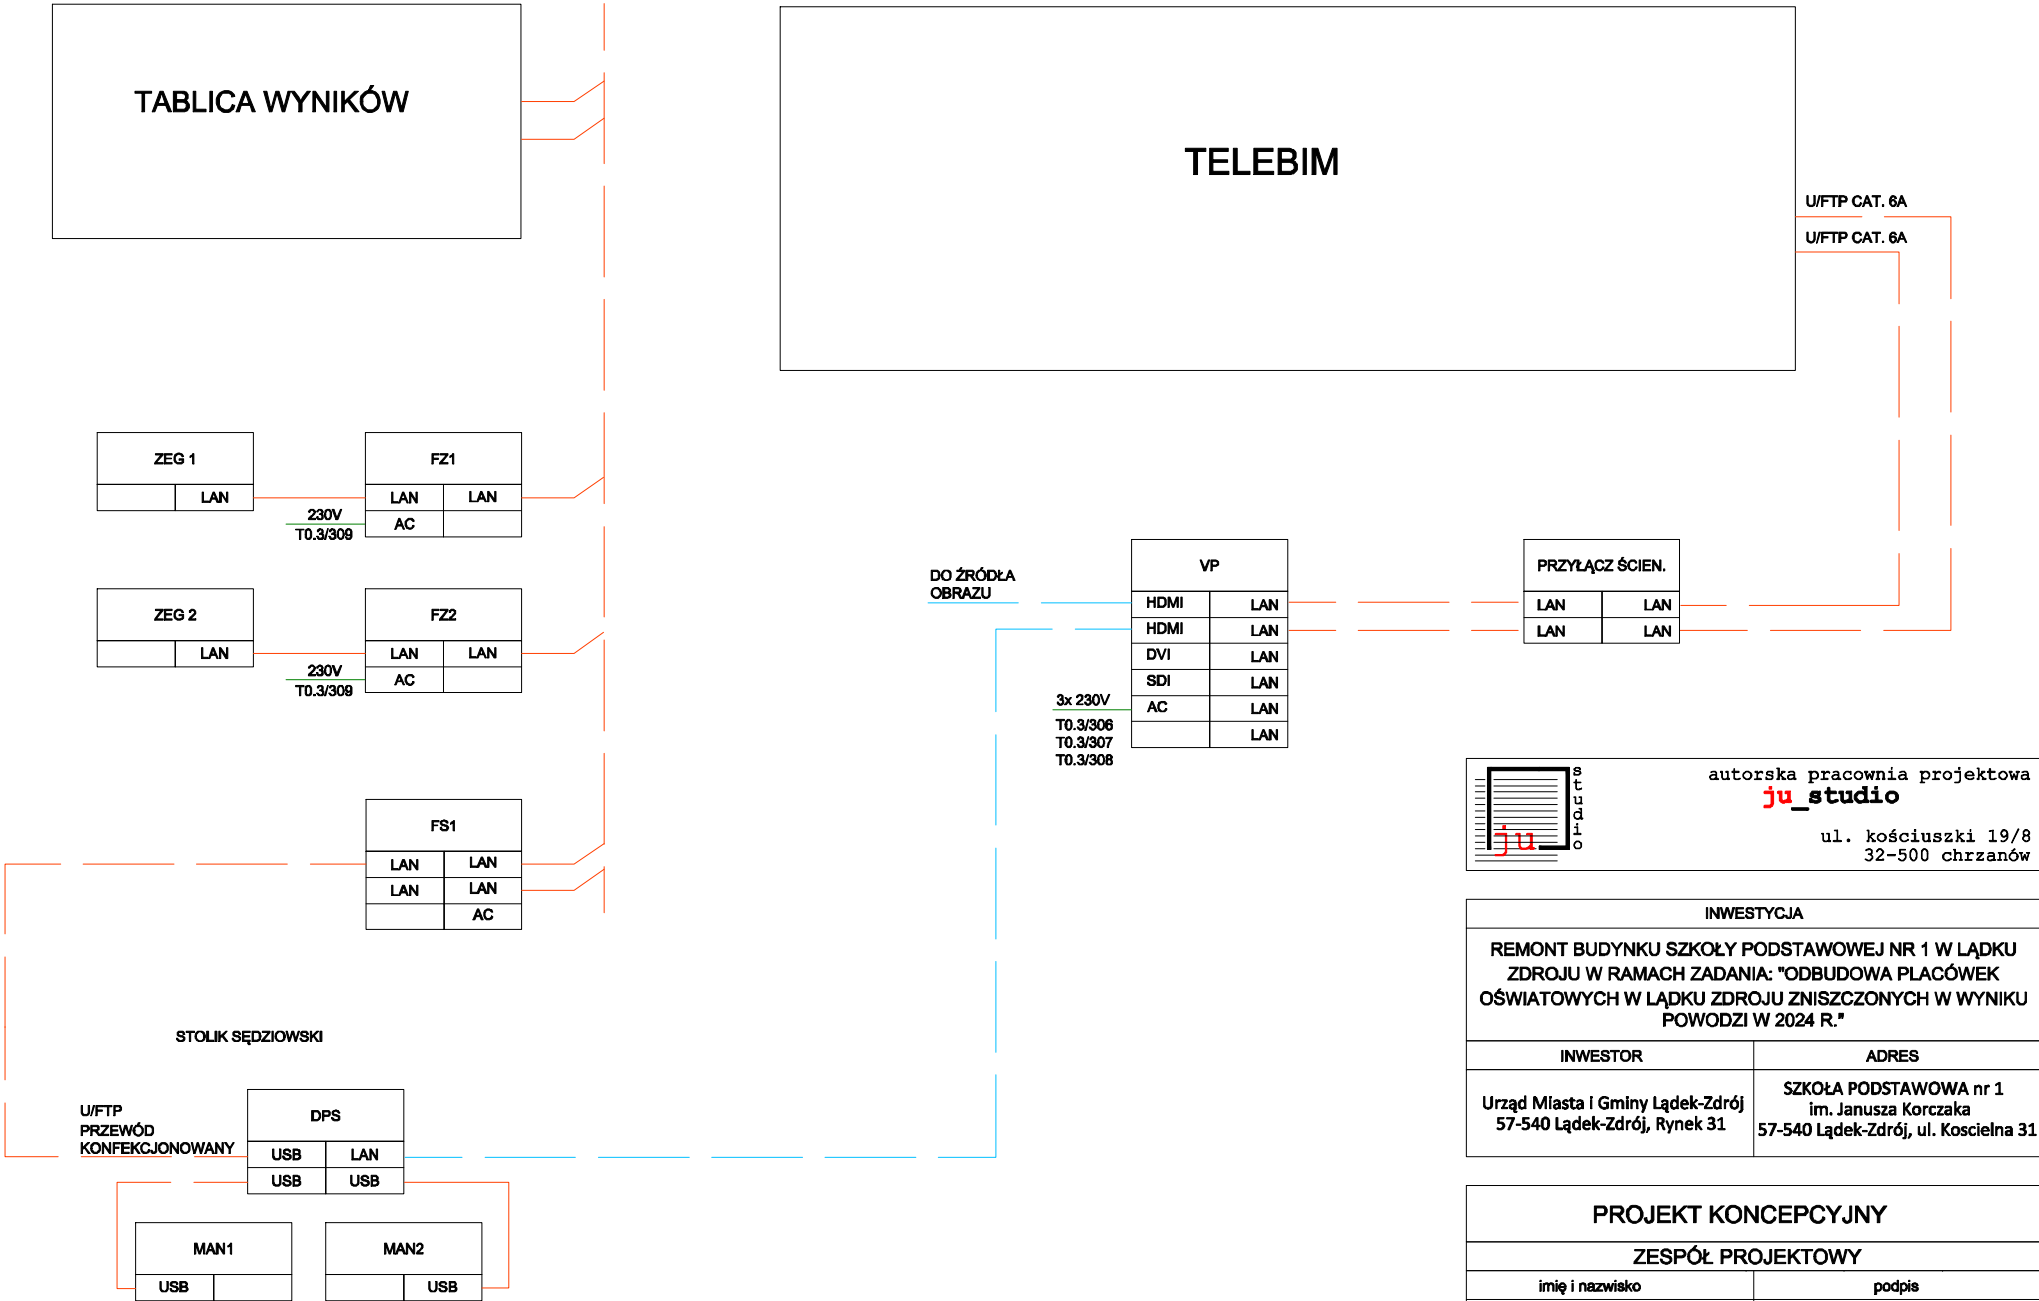 TABLICA WYNIKÓW
TELEBIM
U/FTP CAT. 6A
U/FTP CAT. 6A
ZEG 1
LAN
FZ1
LAN LAN
AC
230V
T0.3/309
ZEG 2
LAN
FZ2
LAN LAN
AC
230V
T0.3/309
DO ŹRÓDŁA
OBRAZU
VP
HDMI LAN
HDMI LAN
DVI LAN
SDI LAN
AC LAN
LAN
3x 230V
T0.3/306
T0.3/307
T0.3/308
PRZYŁĄCZ ŚCIEN.
LAN LAN
LAN LAN
FS1
LAN LAN
LAN LAN
AC
STOLIK SĘDZIOWSKI
U/FTP
PRZEWÓD
KONFEKCJONOWANY
DPS
USB LAN
USB USB
MAN1
USB
MAN2
USB
studio
ju
autorska pracownia projektowa
ju_studio
ul. kościuszki 19/8
32-500 chrzanów
INWESTYCJA
REMONT BUDYNKU SZKOŁY PODSTAWOWEJ NR 1 W LĄDKU
ZDROJU W RAMACH ZADANIA: "ODBUDOWA PLACÓWEK
OŚWIATOWYCH W LĄDKU ZDROJU ZNISZCZONYCH W WYNIKU
POWODZI W 2024 R."
INWESTOR
ADRES
Urząd Miasta i Gminy Lądek-Zdrój
57-540 Lądek-Zdrój, Rynek 31
SZKOŁA PODSTAWOWA nr 1
im. Janusza Korczaka
57-540 Lądek-Zdrój, ul. Koscielna 31
PROJEKT KONCEPCYJNY
ZESPÓŁ PROJEKTOWY
imię i nazwisko
podpis